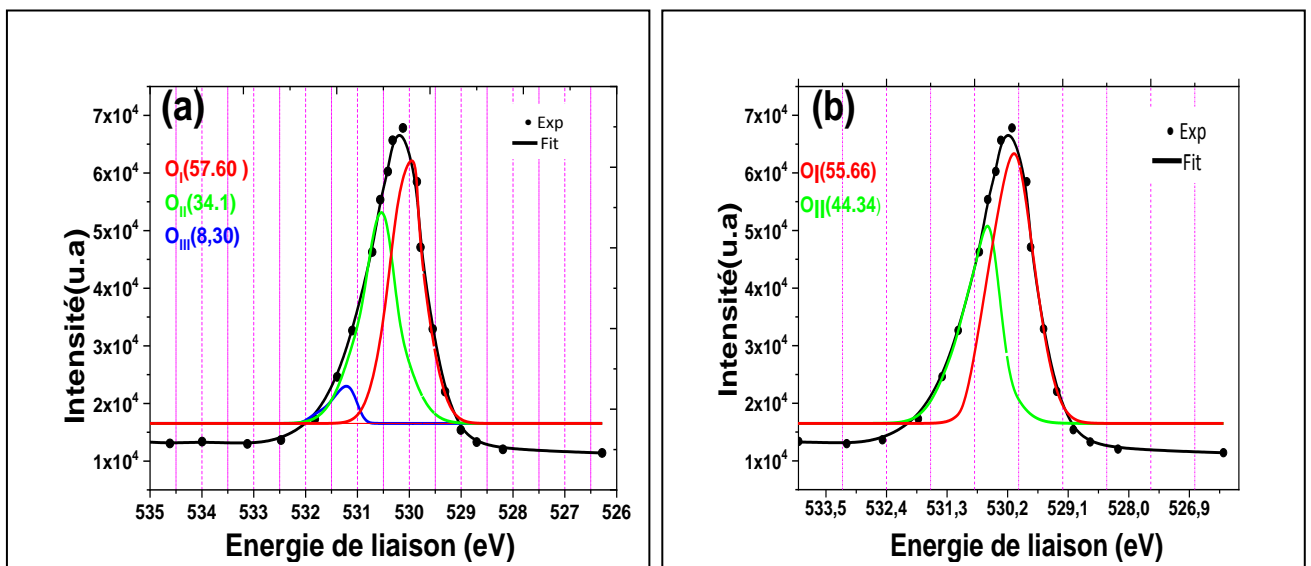 (a)
Exp
Fit
O_I(57.60 )
O_II(34.1)
O_III(8,30)
7x10⁴
6x10⁴
5x10⁴
4x10⁴
3x10⁴
2x10⁴
1x10⁴
Intensité(u.a)
535 534 533 532 531 530 529 528 527 526
Energie de liaison (eV)
(b)
Exp
Fit
OI(55.66)
OII(44.34)
7x10⁴
6x10⁴
5x10⁴
4x10⁴
3x10⁴
2x10⁴
1x10⁴
Intensité(u.a)
533,5 532,4 531,3 530,2 529,1 528,0 526,9
Energie de liaison (eV)